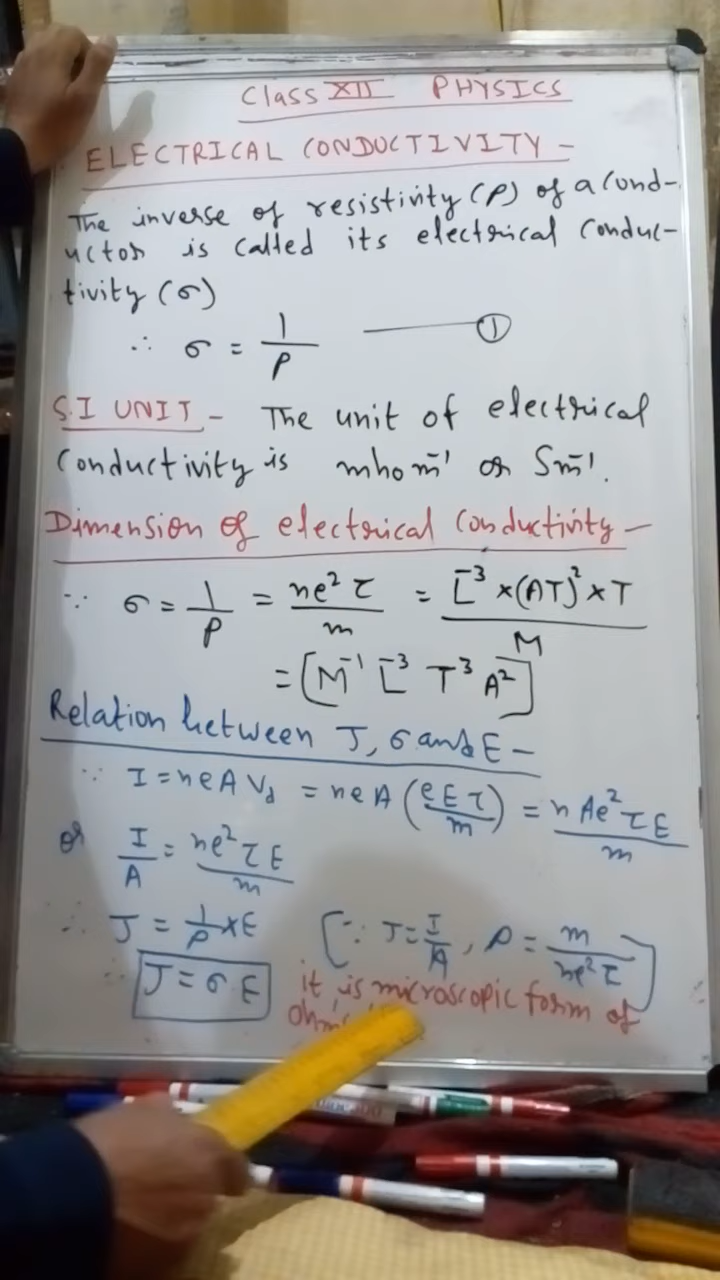 Class XII PHYSICS
ELECTRICAL CONDUCTIVITY -
The inverse of resistivity (ρ) of a cond-
uctor is called its electrical conduc-
tivity (σ)
∴ σ = 1/ρ ——— ①
S.I UNIT - The unit of electrical
conductivity is mho m⁻¹ or Sm⁻¹.
Dimension of electrical conductivity -
∵ σ = 1/ρ = ne²τ/m = L⁻³ × (AT)² × T / M
= [M⁻¹ L⁻³ T³ A²]
Relation between J, σ and E -
∵ I = neAVd = neA (eEτ/m) = nAe²τE/m
or I/A = ne²τE/m
∴ J = 1/ρ × E [∵ J = I/A, ρ = m/ne²τ]
∴ J = σ E it is microscopic form of
ohm's